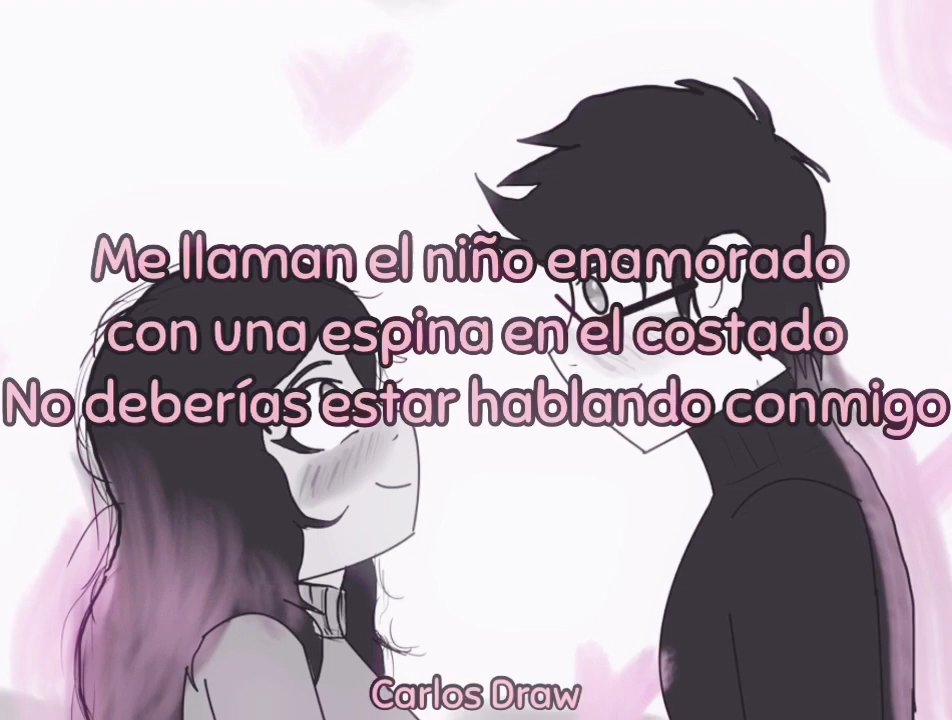 Me llaman el niño enamorado
con una espina en el costado
No deberías estar hablando conmigo
Carlos Draw